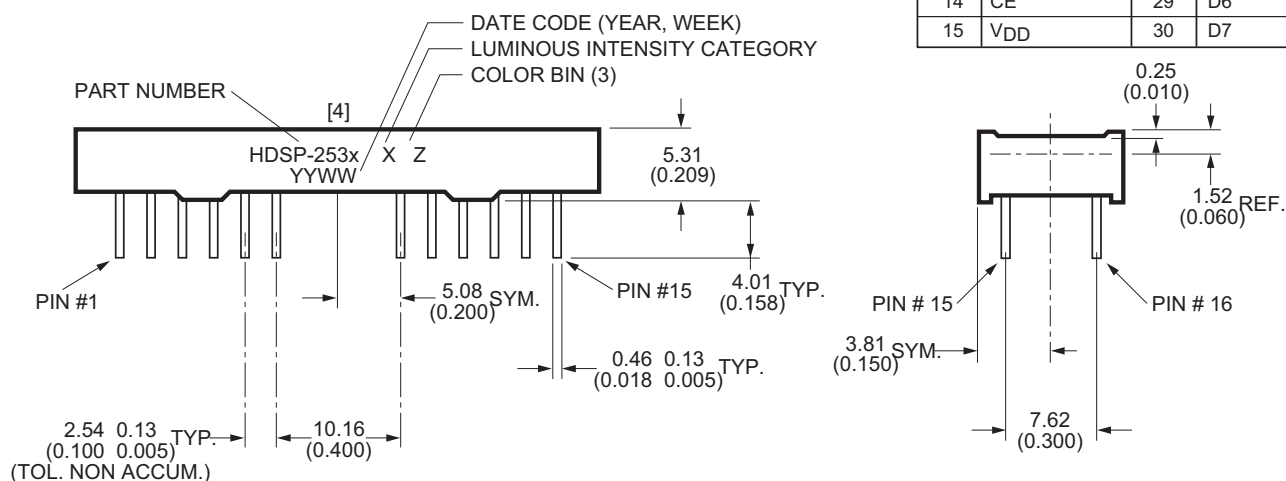 14 CE 29 D6
15 VDD 30 D7
DATE CODE (YEAR, WEEK)
LUMINOUS INTENSITY CATEGORY
COLOR BIN (3)
PART NUMBER
[4]
HDSP-253x X Z
YYWW
5.31
(0.209)
0.25
(0.010)
1.52
(0.060) REF.
PIN #1
5.08
(0.200) SYM.
PIN #15
4.01
(0.158) TYP.
PIN # 15
PIN # 16
0.46 0.13
(0.018 0.005) TYP.
3.81
(0.150) SYM.
2.54 0.13
(0.100 0.005) TYP.
(TOL. NON ACCUM.)
10.16
(0.400)
7.62
(0.300)